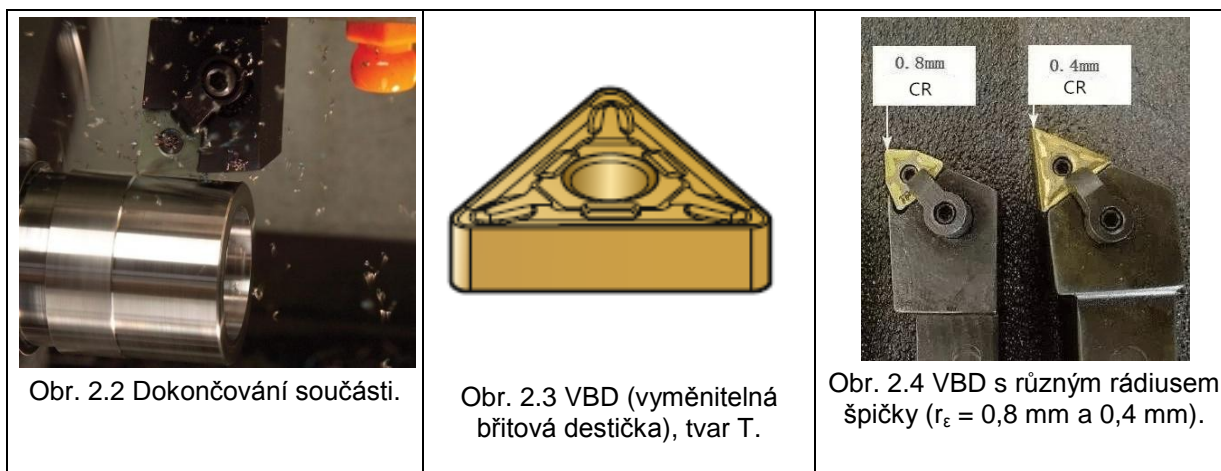 0.8mm
CR
0.4mm
CR
Obr. 2.2 Dokončování součásti.
Obr. 2.3 VBD (vyměnitelná
břitová destička), tvar T.
Obr. 2.4 VBD s různým rádiusem
špičky (rε = 0,8 mm a 0,4 mm).